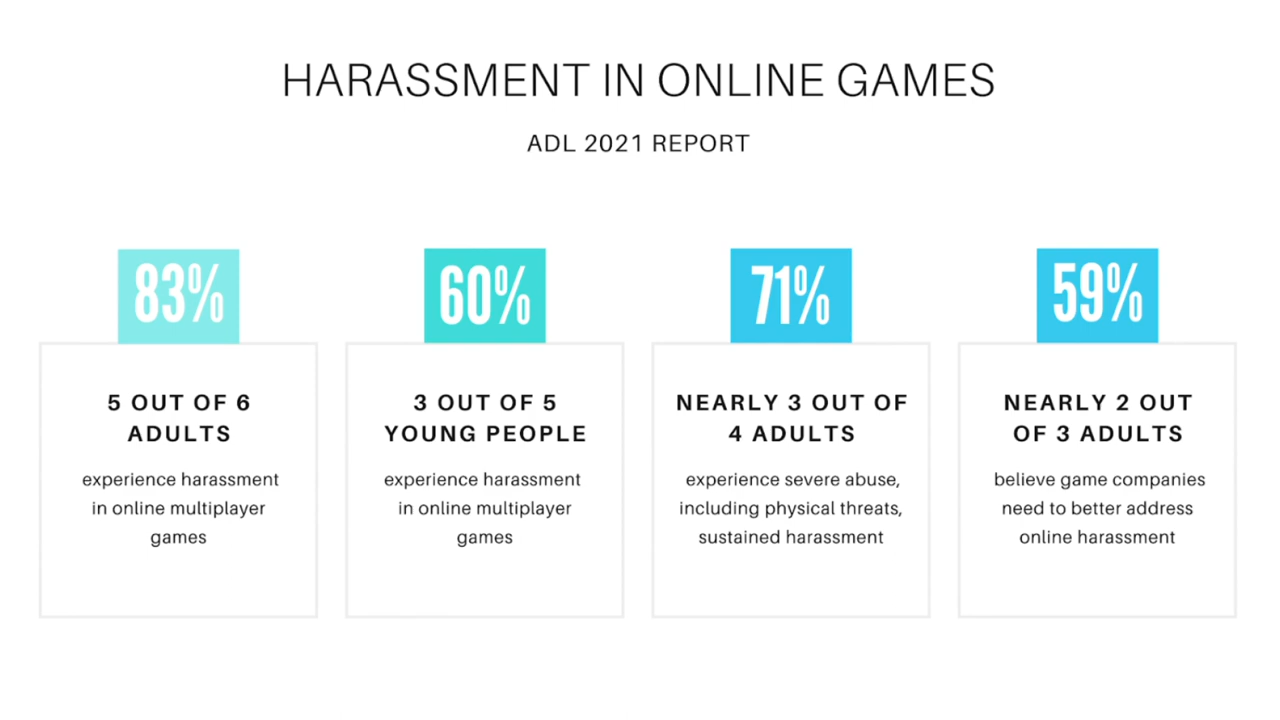 HARASSMENT IN ONLINE GAMES
ADL 2021 REPORT
83%
5 OUT OF 6
ADULTS
experience harassment
in online multiplayer
games
60%
3 OUT OF 5
YOUNG PEOPLE
experience harassment
in online multiplayer
games
71%
NEARLY 3 OUT OF
4 ADULTS
experience severe abuse,
including physical threats,
sustained harassment
59%
NEARLY 2 OUT
OF 3 ADULTS
believe game companies
need to better address
online harassment